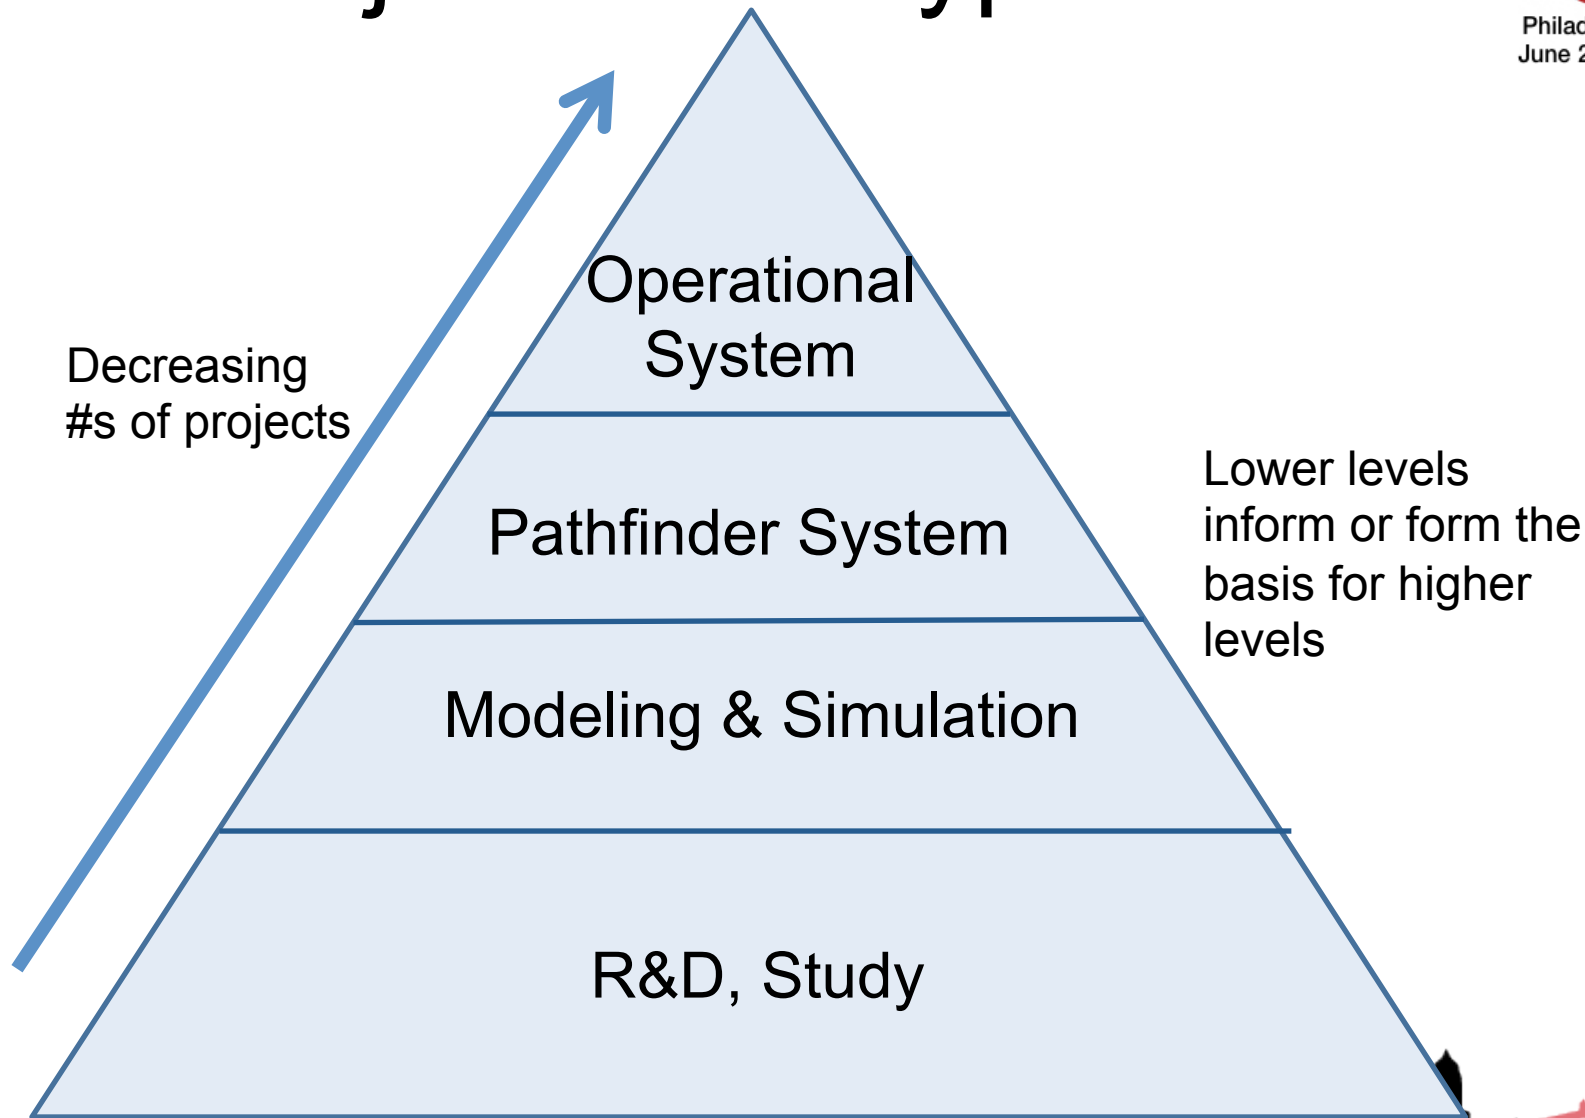 Operational
System
Decreasing
#s of projects
Pathfinder System
Lower levels
inform or form the
basis for higher
levels
Modeling & Simulation
R&D, Study